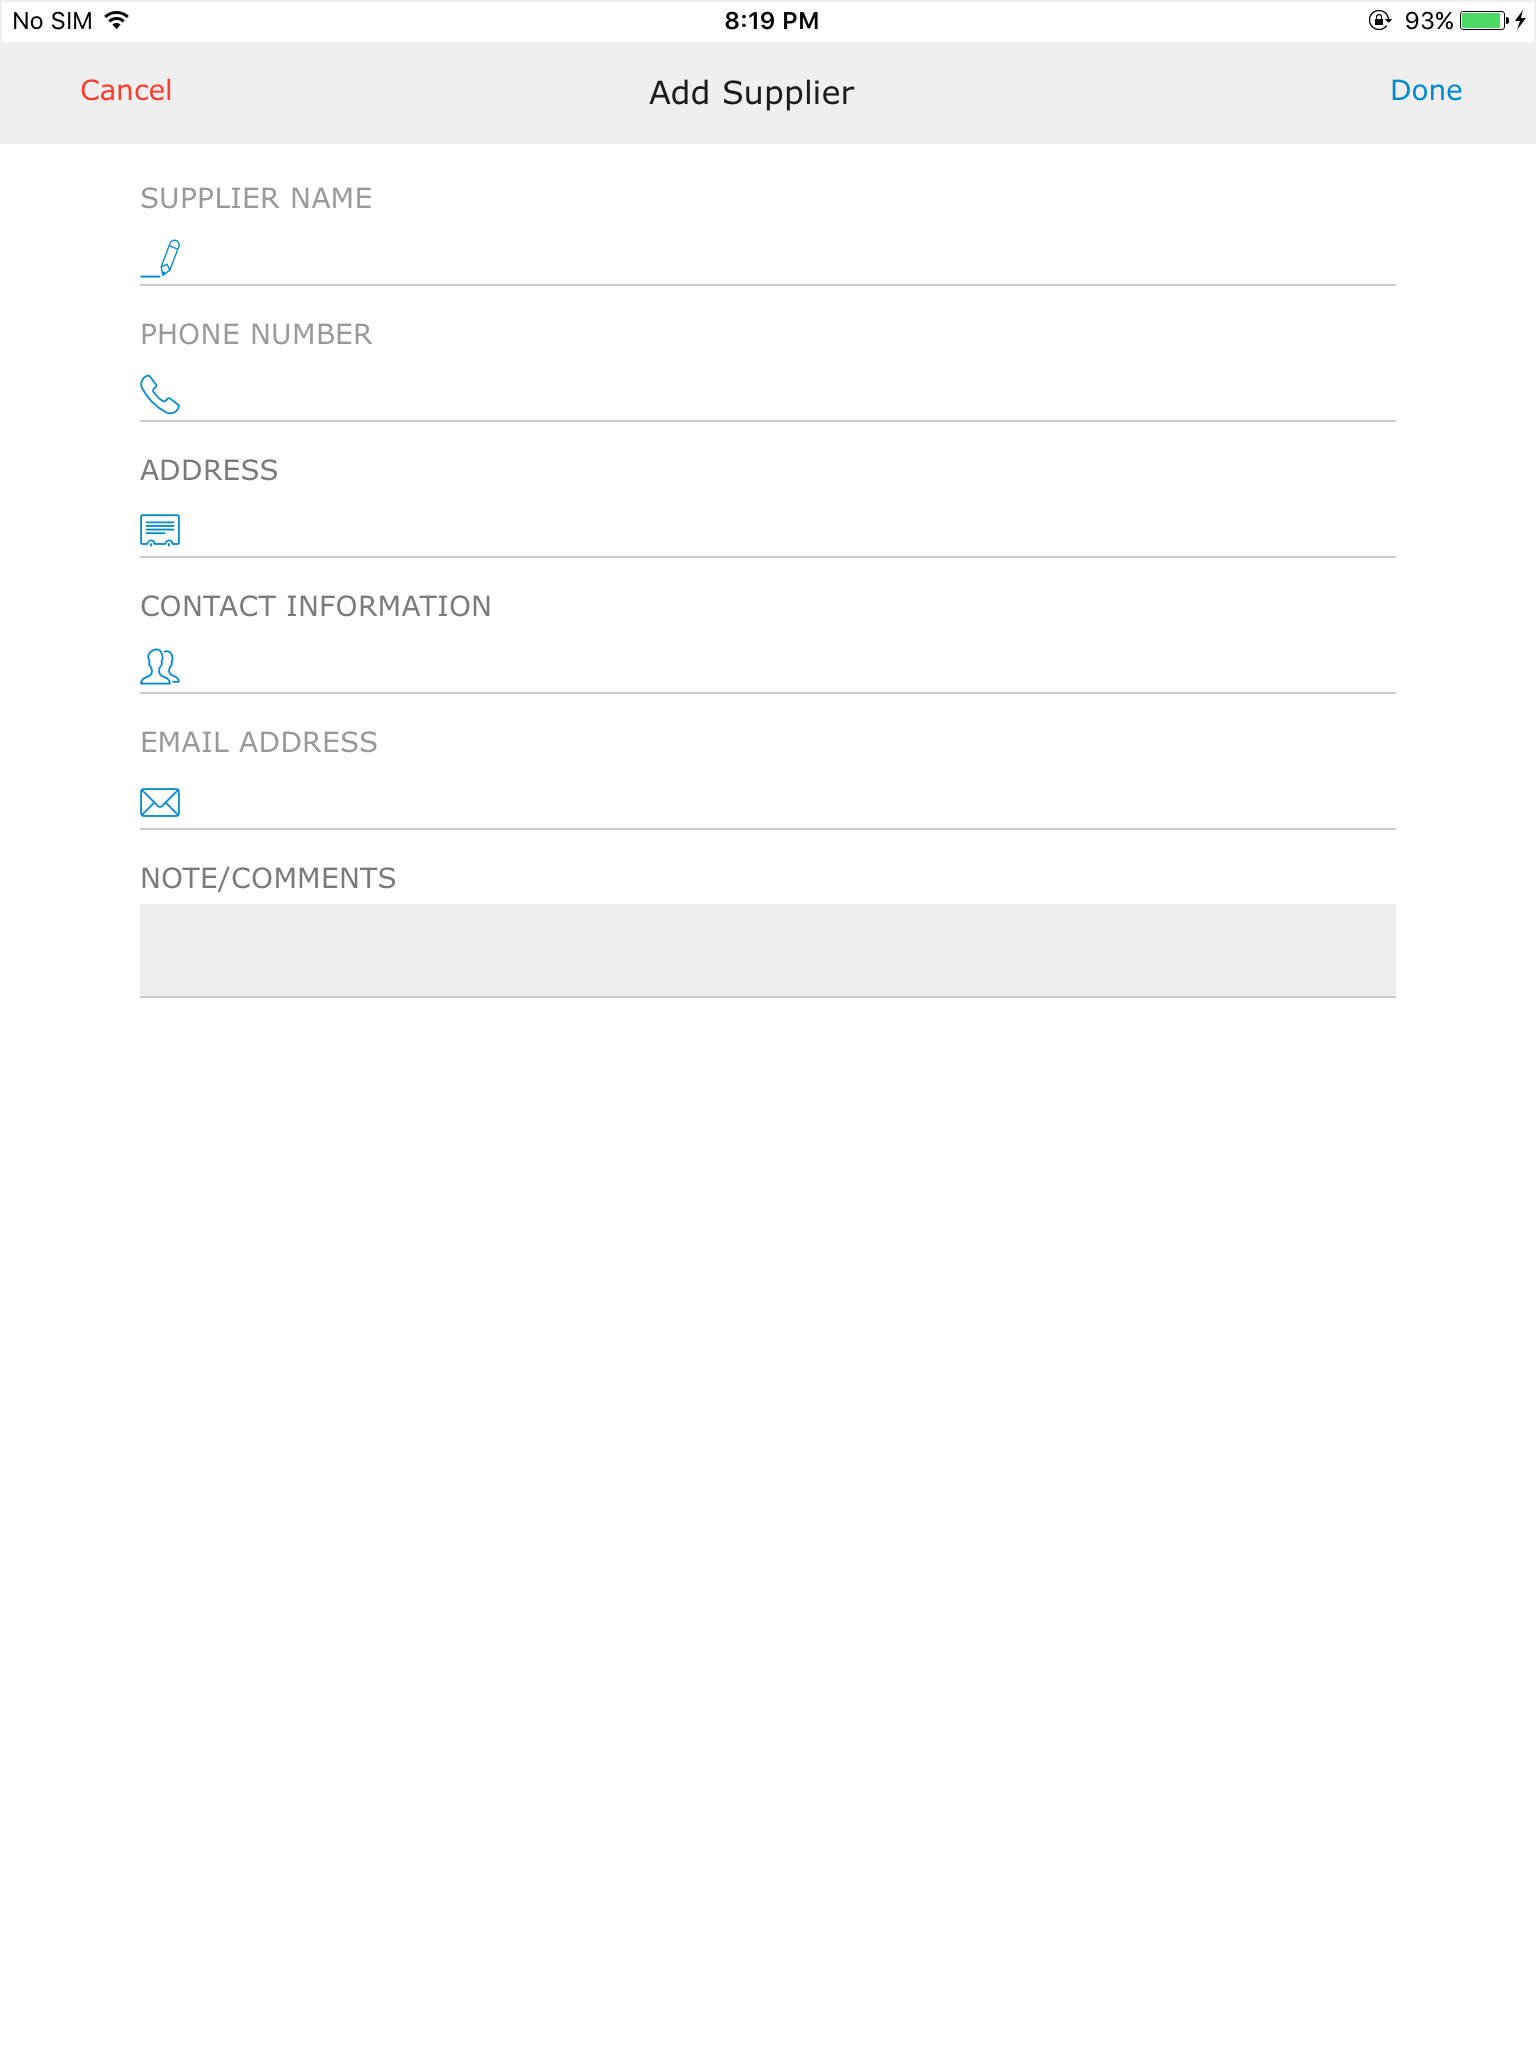 No SIM 8:19 PM 93%
Cancel Add Supplier Done
SUPPLIER NAME
PHONE NUMBER
ADDRESS
CONTACT INFORMATION
EMAIL ADDRESS
NOTE/COMMENTS